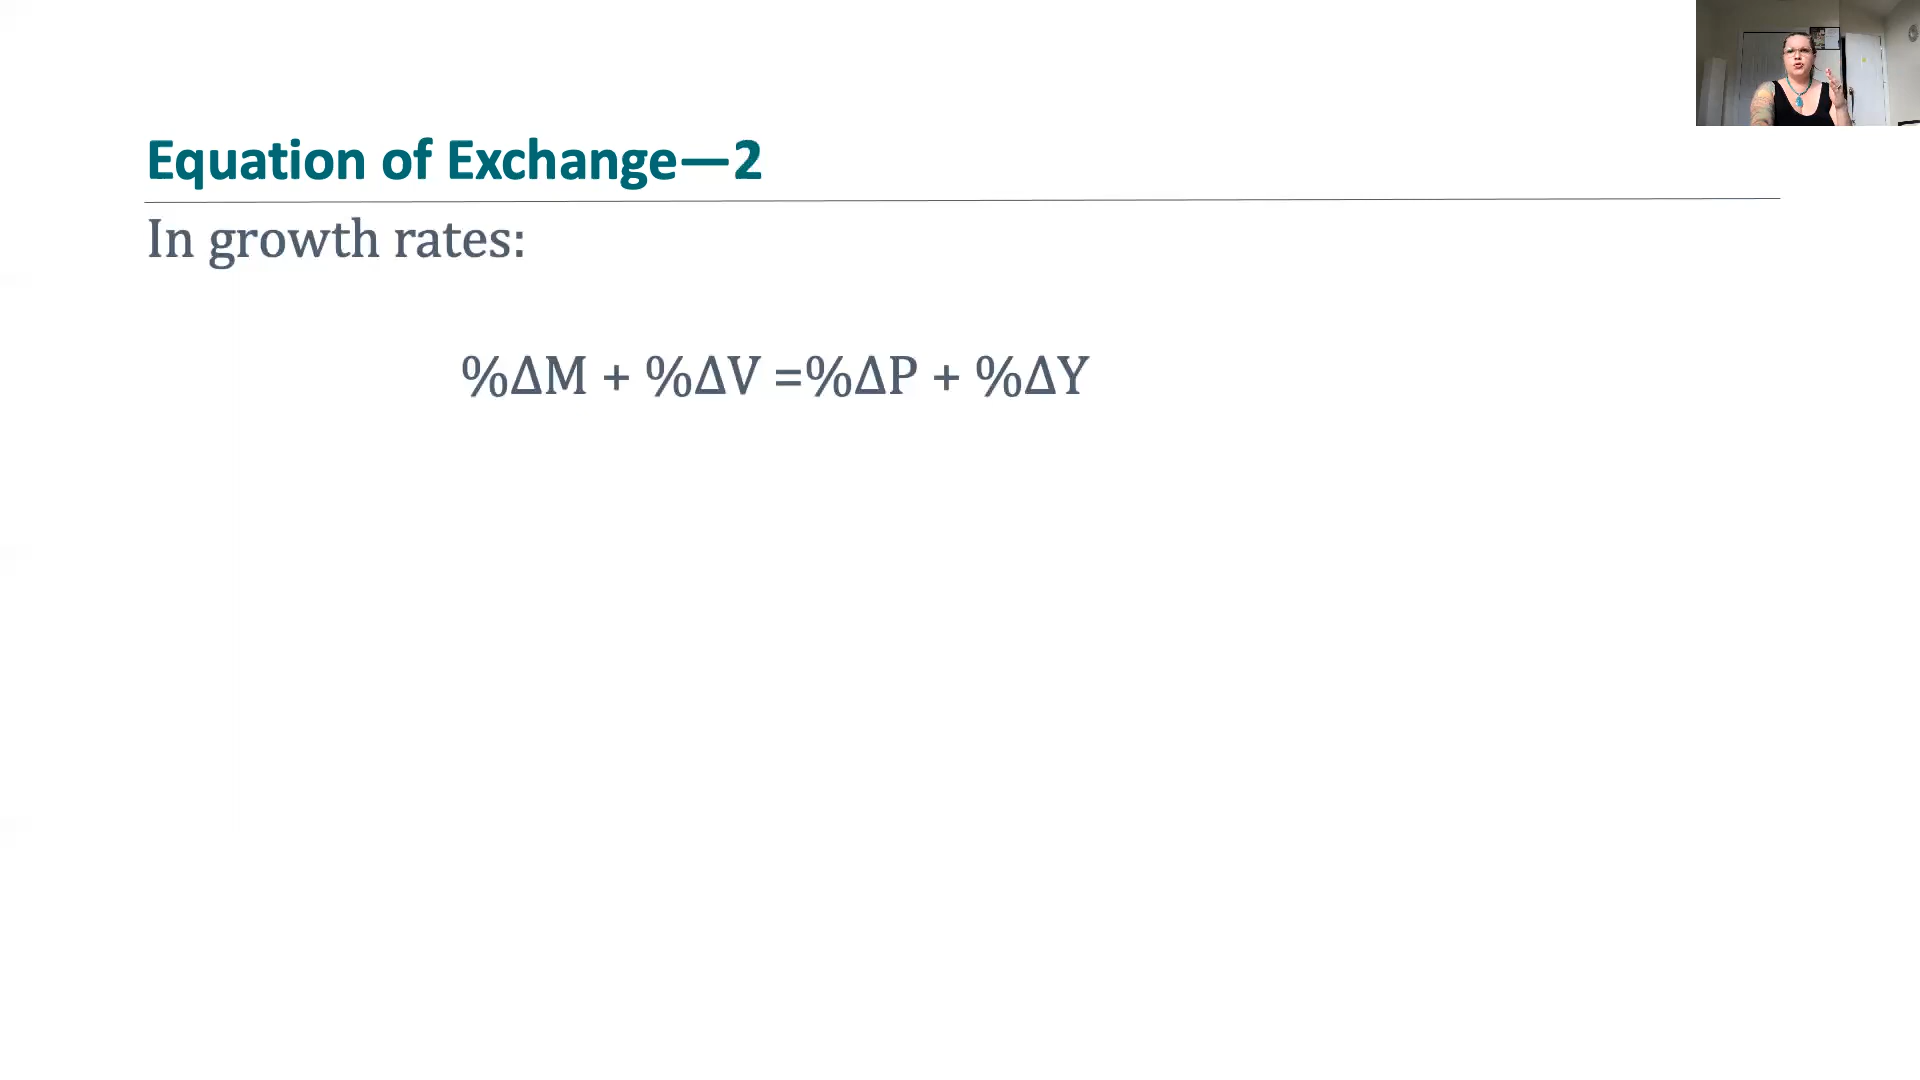 Equation of Exchange—2
In growth rates:
%ΔM + %ΔV =%ΔP + %ΔY